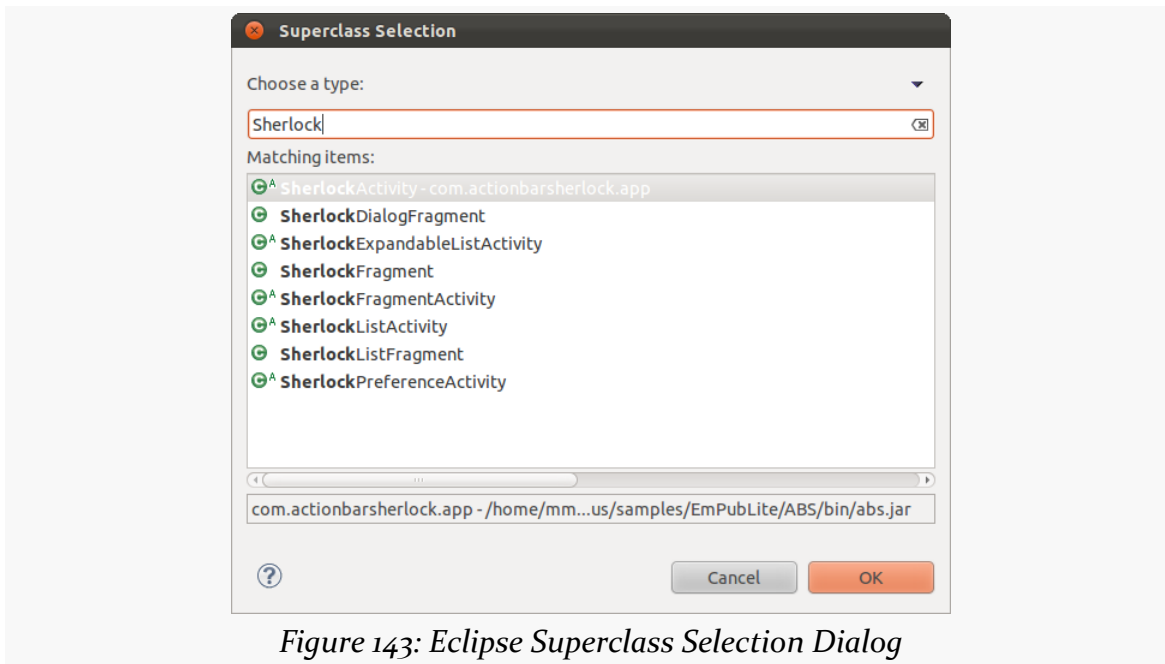 Superclass Selection
Choose a type:
Sherlock
Matching items:
SherlockActivity - com.actionbarsherlock.app
SherlockDialogFragment
SherlockExpandableListActivity
SherlockFragment
SherlockFragmentActivity
SherlockListActivity
SherlockListFragment
SherlockPreferenceActivity
com.actionbarsherlock.app - /home/mm...us/samples/EmPubLite/ABS/bin/abs.jar
Cancel OK
Figure 143: Eclipse Superclass Selection Dialog